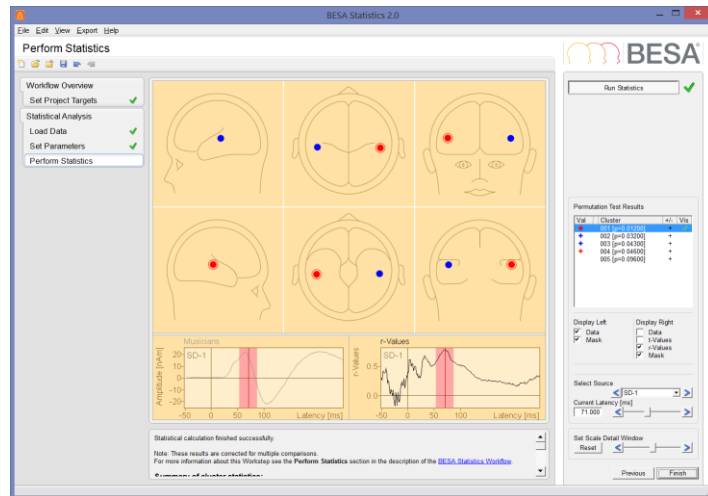 BESA Statistics 2.0
File Edit View Export Help
Perform Statistics
BESA
Workflow Overview
Set Project Targets
Statistical Analysis
Load Data
Set Parameters
Perform Statistics
Run Statistics
Permutation Test Results
Val Cluster +/- Vis
001 [p=0.01200] +
002 [p=0.03200] +
003 [p=0.04300] +
004 [p=0.04600] +
005 [p=0.09600] +
Display Left Display Right
Data Data
Mask t-Values
r-Values
Mask
Select Source
SD-1
Current Latency [ms]
71.000
Set Scale Detail Window
Reset
Previous Finish
Musicians
SD-1
Amplitude [nAm]
20
10
0
-10
-20
-50 0 50 100 Latency [ms]
r-Values
SD-1
r-Values
0.5
0.0
-50 0 50 100 Latency [ms]
Statistical calculation finished successfully.
Note: These results are corrected for multiple comparisons.
For more information about this Workstep see the Perform Statistics section in the description of the BESA Statistics Workflow.
Summary of cluster statistics: